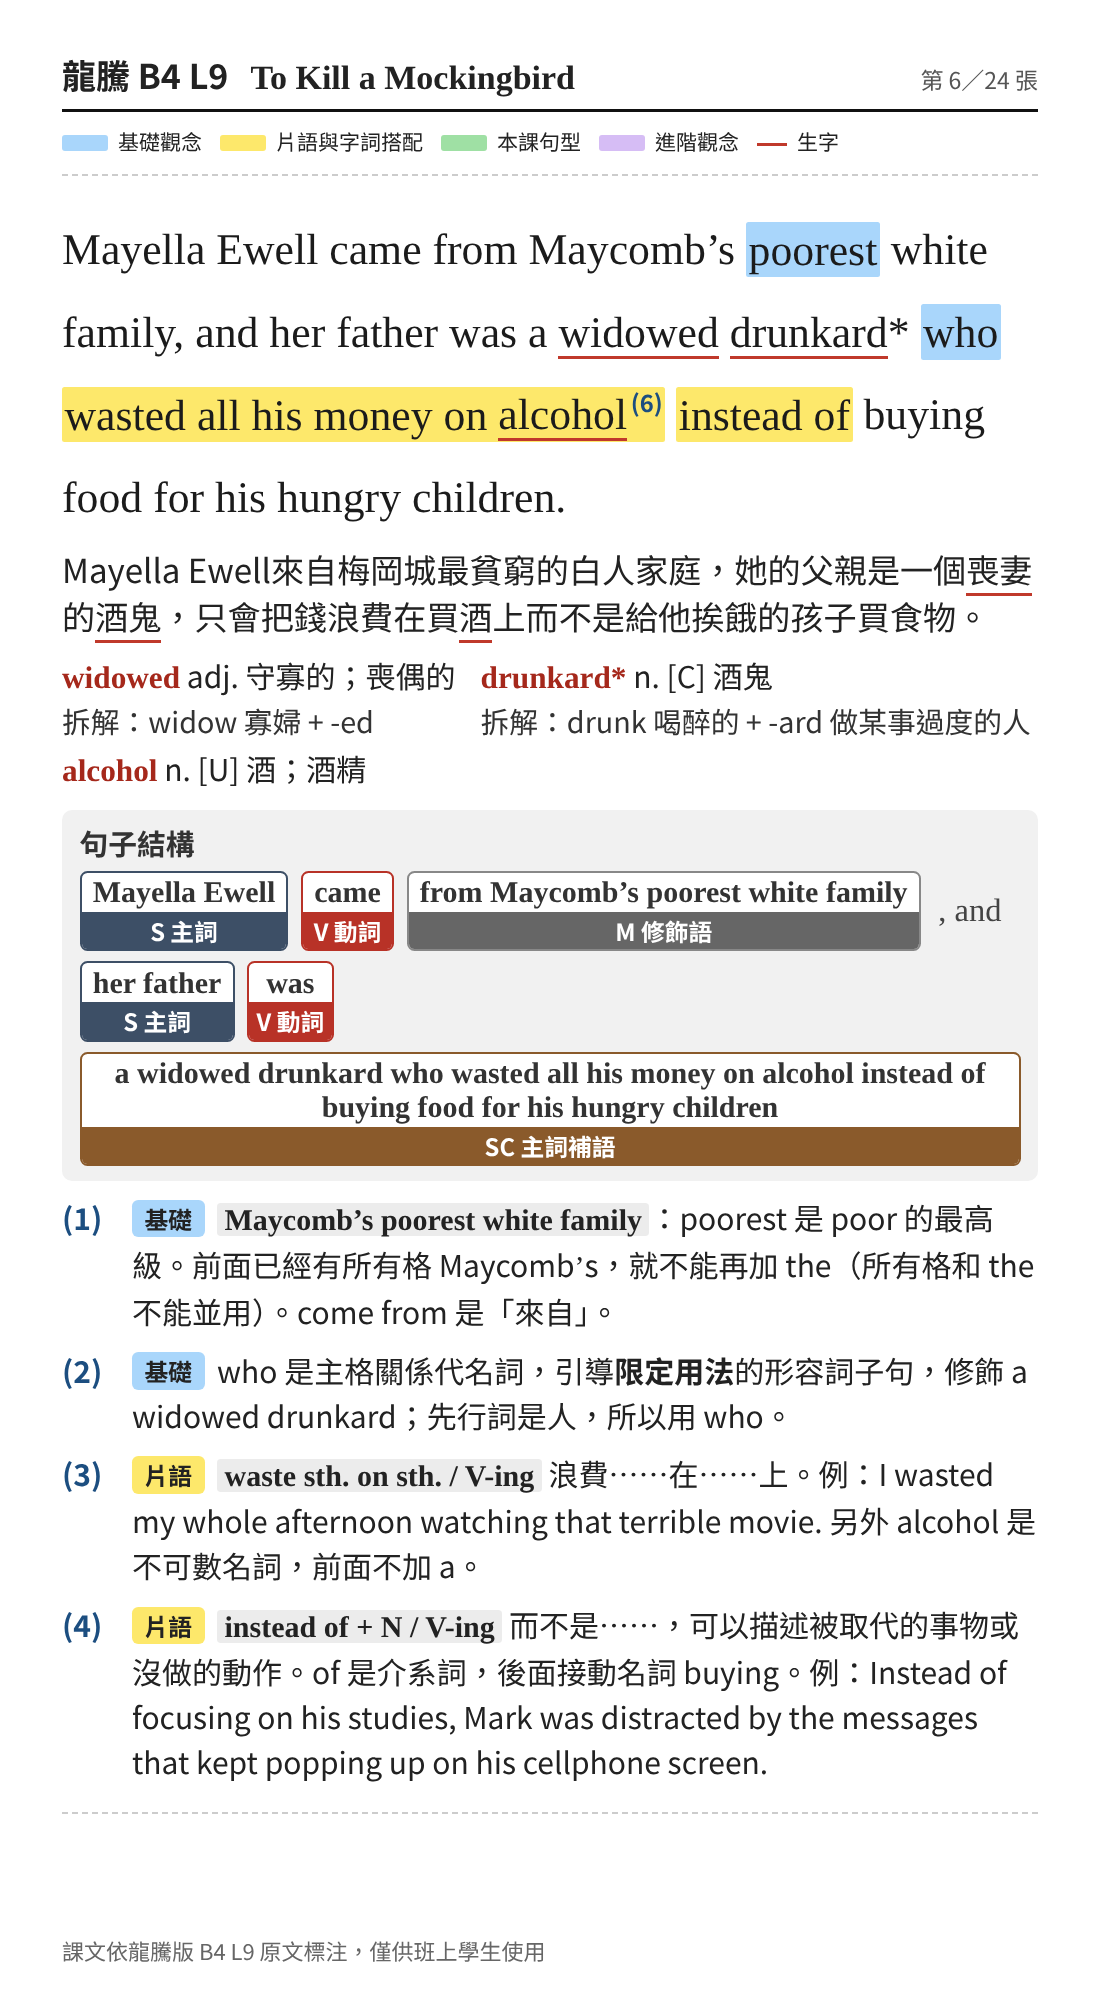 龍騰 B4 L9 To Kill a Mockingbird 第 6／24 張
基礎觀念 片語與字詞搭配 本課句型 進階觀念 生字
Mayella Ewell came from Maycomb’s poorest white
family, and her father was a widowed drunkard* who
wasted all his money on alcohol(6) instead of buying
food for his hungry children.
Mayella Ewell來自梅岡城最貧窮的白人家庭，她的父親是一個喪妻
的酒鬼，只會把錢浪費在買酒上而不是給他挨餓的孩子買食物。
widowed adj. 守寡的；喪偶的 drunkard* n. [C] 酒鬼
拆解：widow 寡婦 + -ed 拆解：drunk 喝醉的 + -ard 做某事過度的人
alcohol n. [U] 酒；酒精
句子結構
Mayella Ewell came from Maycomb’s poorest white family , and
S 主詞 V 動詞 M 修飾語
her father was
S 主詞 V 動詞
a widowed drunkard who wasted all his money on alcohol instead of
buying food for his hungry children
SC 主詞補語
(1) 基礎 Maycomb’s poorest white family：poorest 是 poor 的最高
級。前面已經有所有格 Maycomb’s，就不能再加 the（所有格和 the
不能並用）。come from 是「來自」。
(2) 基礎 who 是主格關係代名詞，引導限定用法的形容詞子句，修飾 a
widowed drunkard；先行詞是人，所以用 who。
(3) 片語 waste sth. on sth. / V-ing 浪費……在……上。例：I wasted
my whole afternoon watching that terrible movie. 另外 alcohol 是
不可數名詞，前面不加 a。
(4) 片語 instead of + N / V-ing 而不是……，可以描述被取代的事物或
沒做的動作。of 是介系詞，後面接動名詞 buying。例：Instead of
focusing on his studies, Mark was distracted by the messages
that kept popping up on his cellphone screen.
課文依龍騰版 B4 L9 原文標注，僅供班上學生使用